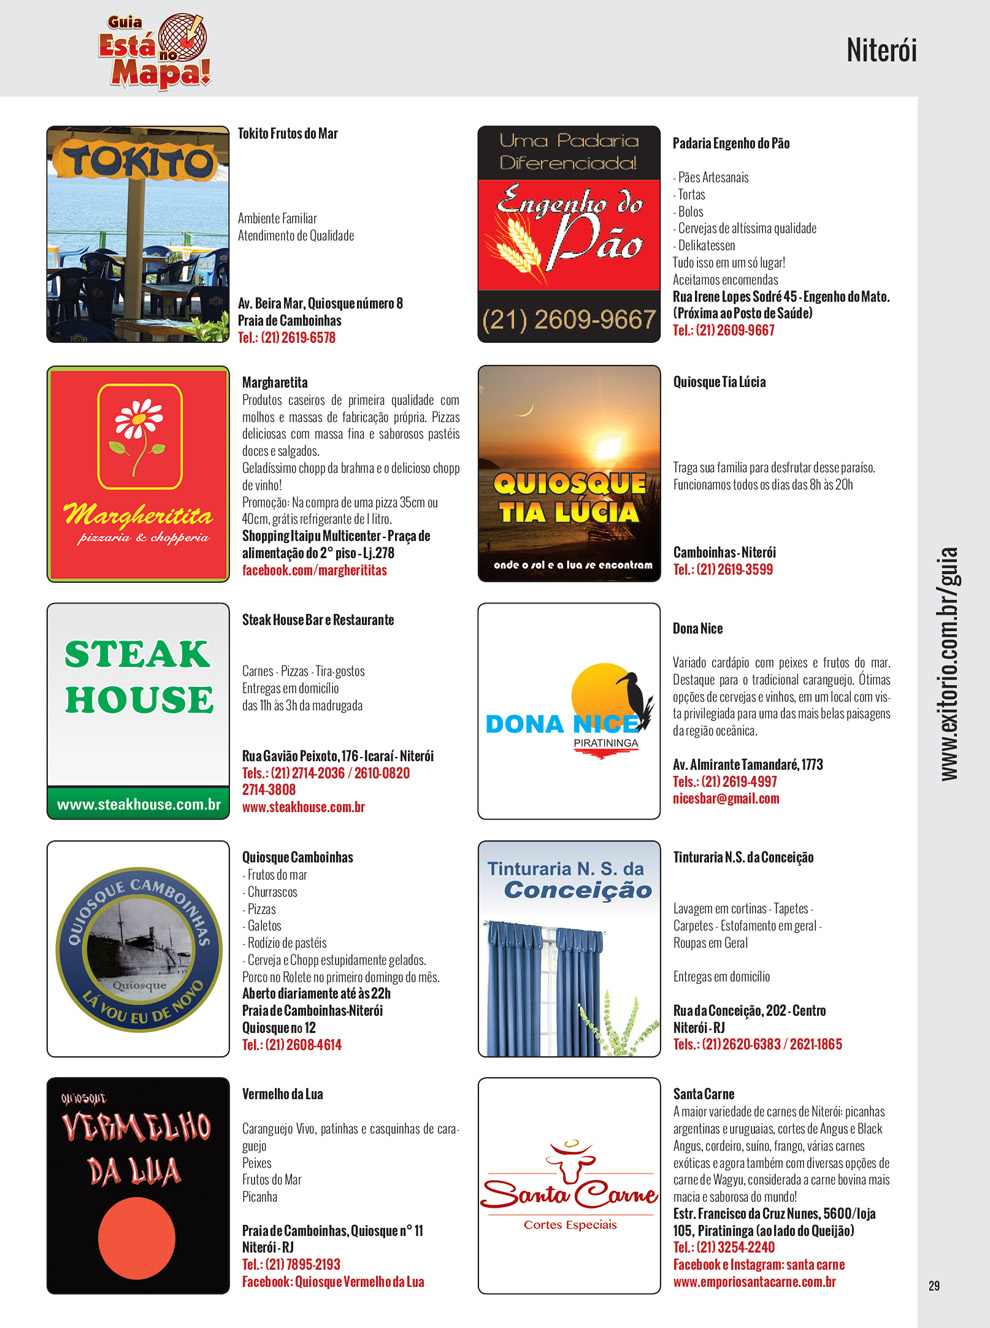 Guia
Está no
Mapa!
Niterói
TOKITO
Tokito Frutos do Mar
Ambiente Familiar
Atendimento de Qualidade
Av. Beira Mar, Quiosque número 8
Praia de Camboinhas
Tel.: (21) 2619-6578
Uma Padaria
Diferenciada!
Engenho do
Pão
(21) 2609-9667
Padaria Engenho do Pão
- Pães Artesanais
- Tortas
- Bolos
- Cervejas de altíssima qualidade
- Delikatessen
Tudo isso em um só lugar!
Aceitamos encomendas
Rua Irene Lopes Sodré 45 - Engenho do Mato.
(Próxima ao Posto de Saúde)
Tel.: (21) 2609-9667
Margheritita
pizzaria & chopperia
Margharetita
Produtos caseiros de primeira qualidade com
molhos e massas de fabricação própria. Pizzas
deliciosas com massa fina e saborosos pastéis
doces e salgados.
Geladíssimo chopp da brahma e o delicioso chopp
de vinho!
Promoção: Na compra de uma pizza 35cm ou
40cm, grátis refrigerante de 1 litro.
Shopping Itaipu Multicenter - Praça de
alimentação do 2° piso - Lj.278
facebook.com/margherititas
QUIOSQUE
TIA LÚCIA
onde o sol e a lua se encontram
Quiosque Tia Lúcia
Traga sua familia para desfrutar desse paraíso.
Funcionamos todos os dias das 8h às 20h
Camboinhas - Niterói
Tel.: (21) 2619-3599
STEAK
HOUSE
www.steakhouse.com.br
Steak House Bar e Restaurante
Carnes - Pizzas - Tira-gostos
Entregas em domicílio
das 11h às 3h da madrugada
Rua Gavião Peixoto, 176 - Icaraí - Niterói
Tels.: (21) 2714-2036 / 2610-0820
2714-3808
www.steakhouse.com.br
DONA NICE
PIRATININGA
Dona Nice
Variado cardápio com peixes e frutos do mar.
Destaque para o tradicional caranguejo. Ótimas
opções de cervejas e vinhos, em um local com vis-
ta privilegiada para uma das mais belas paisagens
da região oceânica.
Av. Almirante Tamandaré, 1773
Tels.: (21) 2619-4997
nicesbar@gmail.com
QUIOSQUE CAMBOINHAS
Quiosque
LÁ VOU EU DE NOVO
Quiosque Camboinhas
- Frutos do mar
- Churrascos
- Pizzas
- Galetos
- Rodízio de pastéis
- Cerveja e Chopp estupidamente gelados.
Porco no Rolete no primeiro domingo do mês.
Aberto diariamente até às 22h
Praia de Camboinhas-Niterói
Quiosque no 12
Tel.: (21) 2608-4614
Tinturaria N. S. da
Conceição
Tinturaria N.S. da Conceição
Lavagem em cortinas - Tapetes -
Carpetes - Estofamento em geral -
Roupas em Geral
Entregas em domicílio
Rua da Conceição, 202 - Centro
Niterói - RJ
Tels.: (21) 2620-6383 / 2621-1865
QUIOSQUE
VERMELHO
DA LUA
Vermelho da Lua
Caranguejo Vivo, patinhas e casquinhas de cara-
guejo
Peixes
Frutos do Mar
Picanha
Praia de Camboinhas, Quiosque n° 11
Niterói - RJ
Tel.: (21) 7895-2193
Facebook: Quiosque Vermelho da Lua
Santa Carne
Cortes Especiais
Santa Carne
A maior variedade de carnes de Niterói: picanhas
argentinas e uruguaias, cortes de Angus e Black
Angus, cordeiro, suíno, frango, várias carnes
exóticas e agora também com diversas opções de
carne de Wagyu, considerada a carne bovina mais
macia e saborosa do mundo!
Estr. Francisco da Cruz Nunes, 5600/loja
105, Piratininga (ao lado do Queijão)
Tel.: (21) 3254-2240
Facebook e Instagram: santa carne
www.emporiosantacarne.com.br
www.exitorio.com.br/guia
29